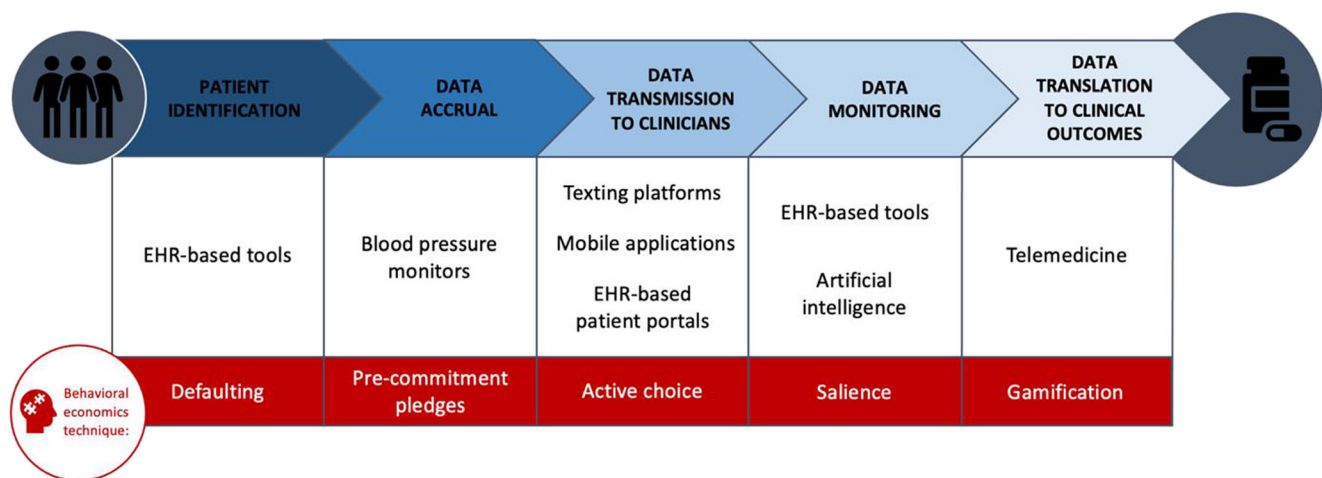 PATIENT
IDENTIFICATION
DATA
ACCRUAL
DATA
TRANSMISSION
TO CLINICIANS
DATA
MONITORING
DATA
TRANSLATION
TO CLINICAL
OUTCOMES
EHR-based tools
Blood pressure
monitors
Texting platforms
Mobile applications
EHR-based
patient portals
EHR-based tools
Artificial
intelligence
Telemedicine
Behavioral
economics
technique:
Defaulting
Pre-commitment
pledges
Active choice
Salience
Gamification